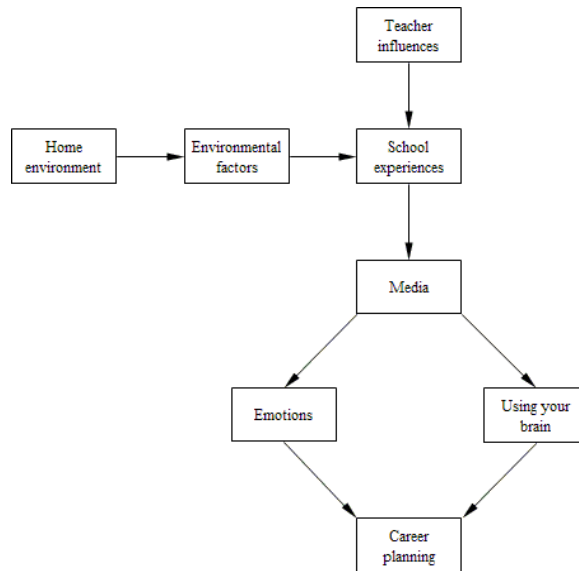 Teacher
influences
Home
environment
Environmental
factors
School
experiences
Media
Emotions
Using your
brain
Career
planning